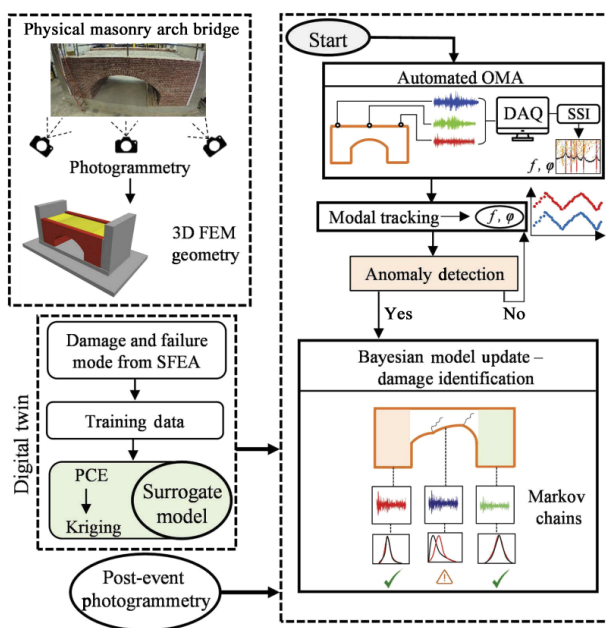 Physical masonry arch bridge
Photogrammetry
3D FEM
geometry
Digital twin
Damage and failure
mode from SFEA
Training data
PCE
Kriging
Surrogate
model
Post-event
photogrammetry
Start
Automated OMA
DAQ
SSI
f, φ
Modal tracking
f, φ
Anomaly detection
Yes
No
Bayesian model update –
damage identification
Markov
chains